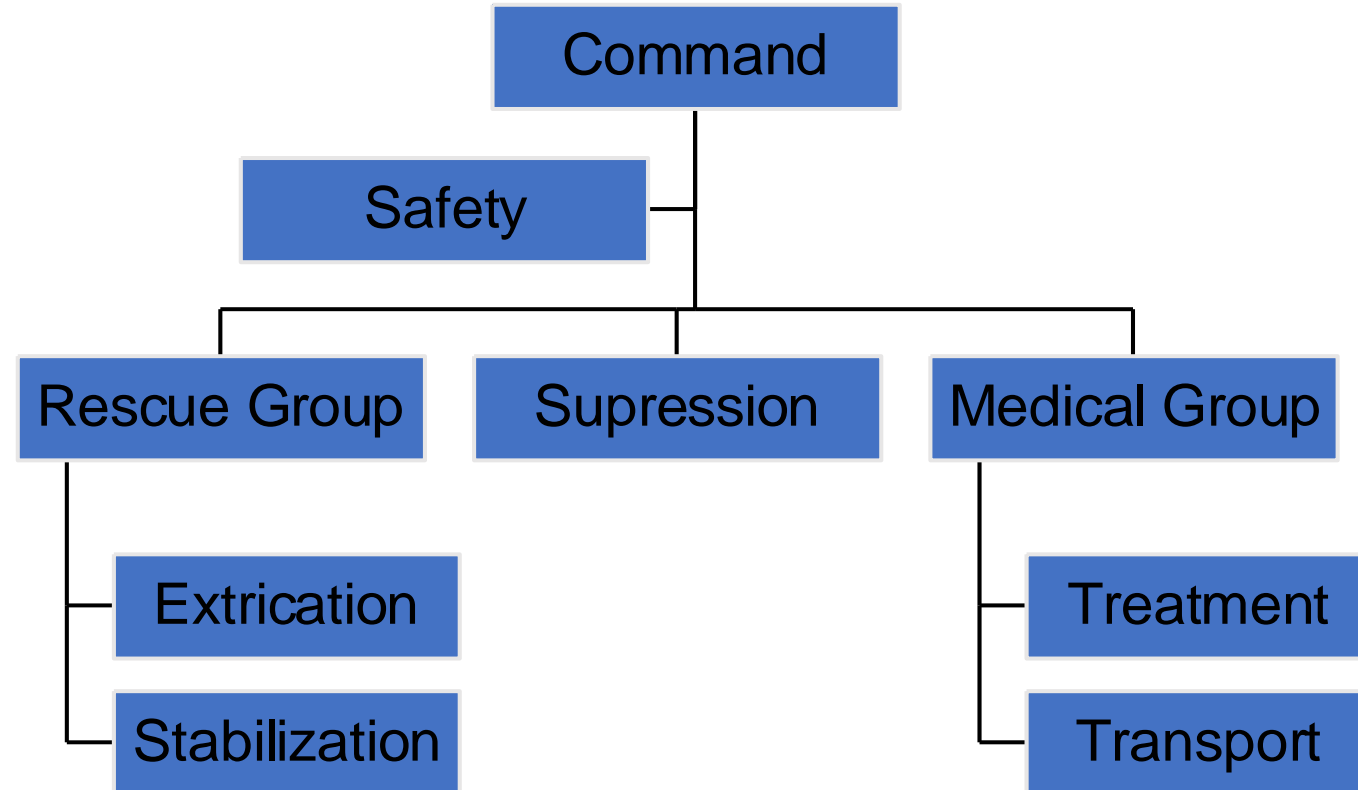 Command
Safety
Rescue Group
Supression
Medical Group
Extrication
Treatment
Stabilization
Transport